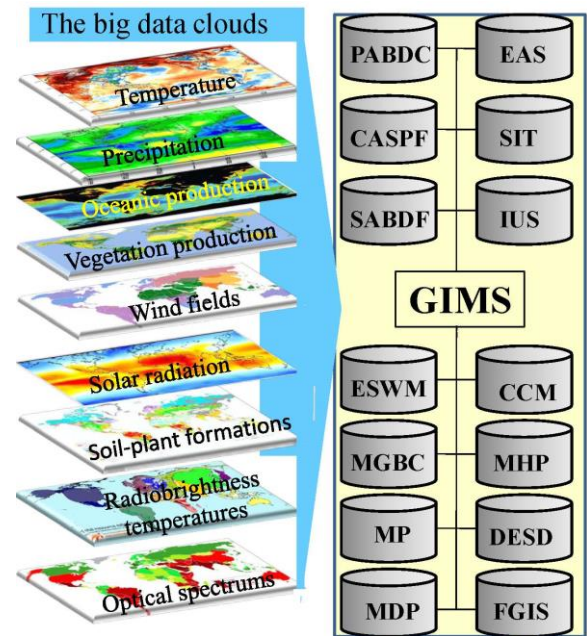 The big data clouds
Temperature
Precipitation
Oceanic production
Vegetation production
Wind fields
Solar radiation
Soil-plant formations
Radiobrightness
temperatures
Optical spectrums
PABDC
EAS
CASPF
SIT
SABDF
IUS
GIMS
ESWM
CCM
MGBC
MHP
MP
DESD
MDP
FGIS